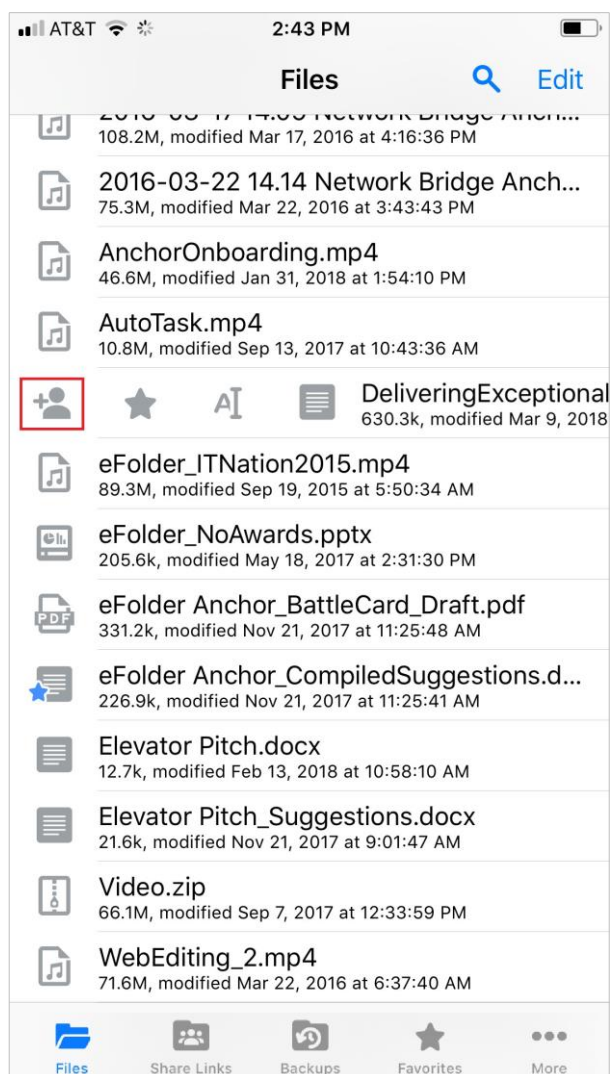 AT&T
2:43 PM
Files
Edit
108.2M, modified Mar 17, 2016 at 4:16:36 PM
2016-03-22 14.14 Network Bridge Anch...
75.3M, modified Mar 22, 2016 at 3:43:43 PM
AnchorOnboarding.mp4
46.6M, modified Jan 31, 2018 at 1:54:10 PM
AutoTask.mp4
10.8M, modified Sep 13, 2017 at 10:43:36 AM
AI
DeliveringExceptional
630.3k, modified Mar 9, 2018
eFolder_ITNation2015.mp4
89.3M, modified Sep 19, 2015 at 5:50:34 AM
eFolder_NoAwards.pptx
205.6k, modified May 18, 2017 at 2:31:30 PM
PDF
eFolder Anchor_BattleCard_Draft.pdf
331.2k, modified Nov 21, 2017 at 11:25:48 AM
eFolder Anchor_CompiledSuggestions.d...
226.9k, modified Nov 21, 2017 at 11:25:41 AM
Elevator Pitch.docx
12.7k, modified Feb 13, 2018 at 10:58:10 AM
Elevator Pitch_Suggestions.docx
21.6k, modified Nov 21, 2017 at 9:01:47 AM
Video.zip
66.1M, modified Sep 7, 2017 at 12:33:59 PM
WebEditing_2.mp4
71.6M, modified Mar 22, 2016 at 6:37:40 AM
Files
Share Links
Backups
Favorites
More